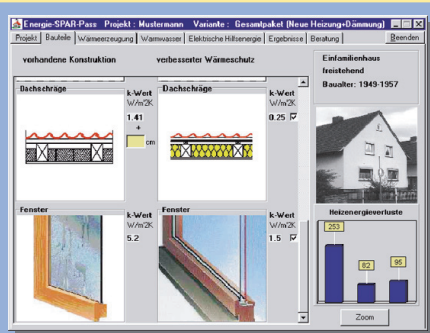 Energie-SPAR-Pass Projekt : Mustermann Variante : Gesamtpaket (Neue Heizung+Dämmung)
Projekt Bauteile Wärmeerzeugung Warmwasser Elektrische Hilfsenergie Ergebnisse Beratung Beenden
vorhandene Konstruktion
verbesserter Wärmeschutz
Dachschräge
k-Wert
W/m2K
1.41
+
cm
Dachschräge
k-Wert
W/m2K
0.25
Fenster
k-Wert
W/m2K
5.2
Fenster
k-Wert
W/m2K
1.5
Einfamilienhaus
freistehend
Baualter: 1949-1957
Heizenergieverluste
253
82
95
Zoom